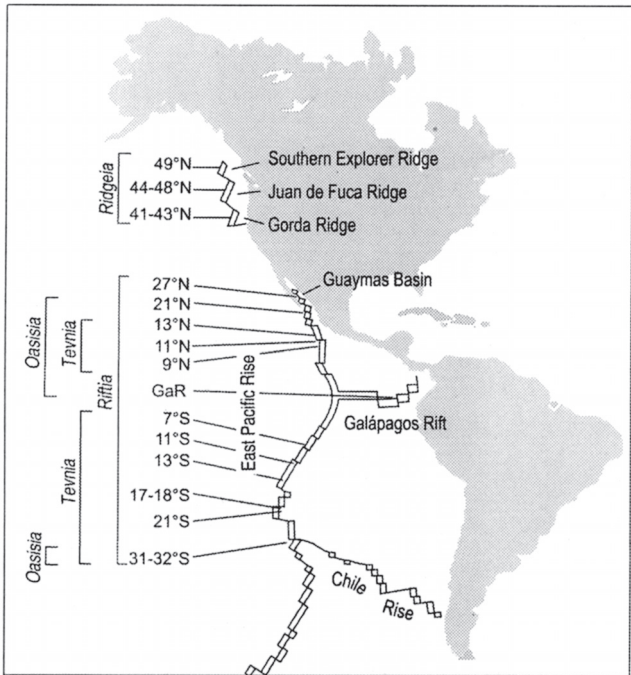 Ridgeia
49°N
44-48°N
41-43°N
Southern Explorer Ridge
Juan de Fuca Ridge
Gorda Ridge
Guaymas Basin
Oasisia
Tevnia
Riftia
27°N
21°N
13°N
11°N
9°N
GaR
East Pacific Rise
Galápagos Rift
Tevnia
Oasisia
7°S
11°S
13°S
17-18°S
21°S
31-32°S
Chile
Rise